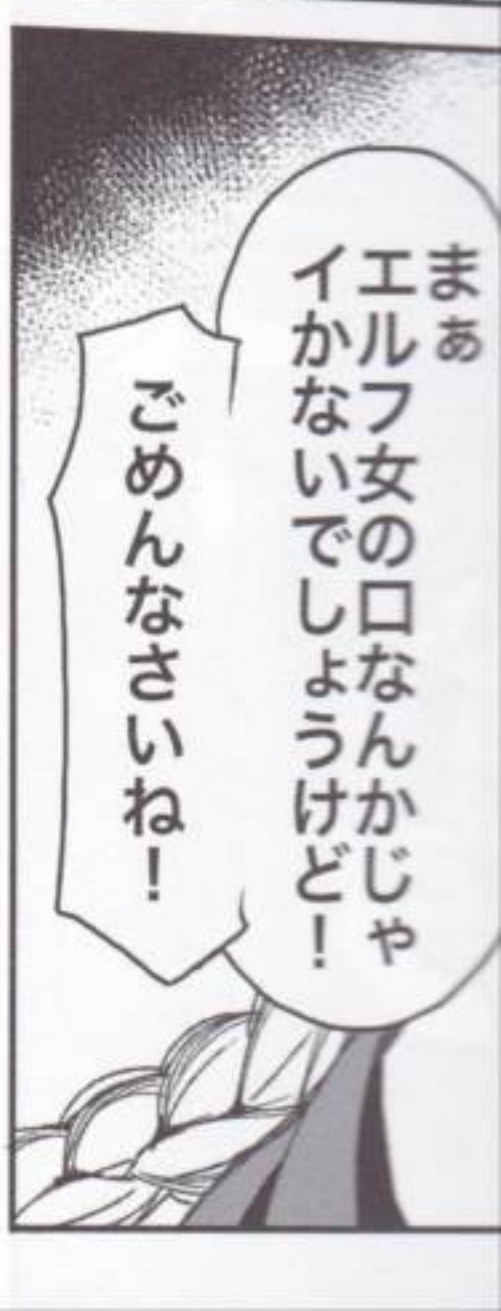 まぁ
エルフ女の口なんかじゃ
イかないでしょうけど！
ごめんなさいね！